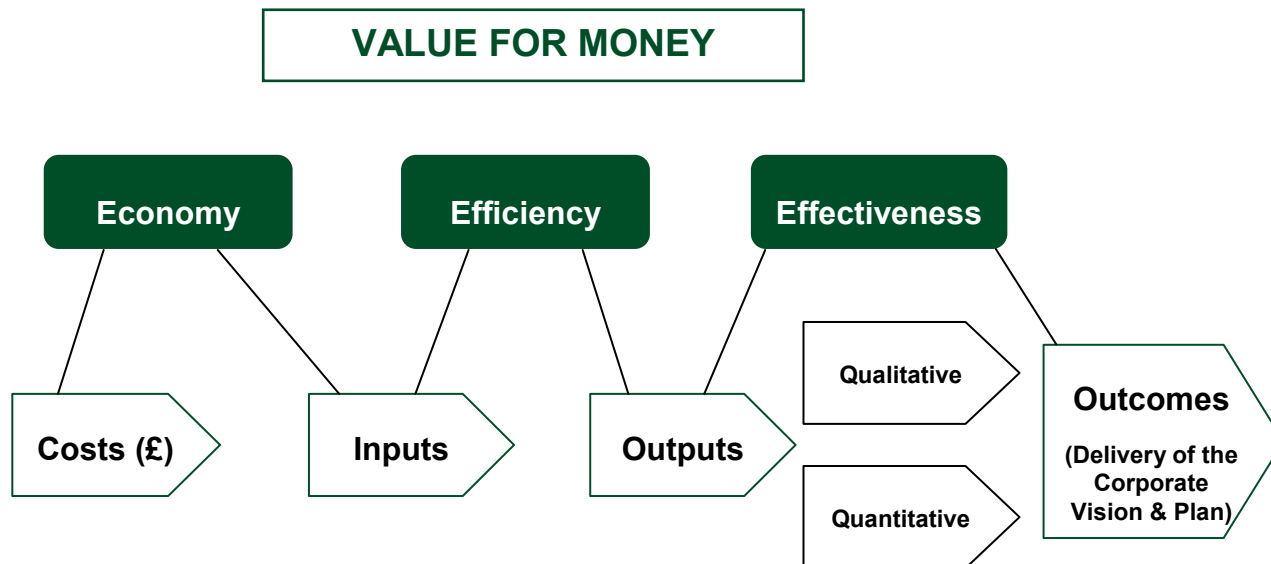 VALUE FOR MONEY
Economy
Efficiency
Effectiveness
Costs (£)
Inputs
Outputs
Qualitative
Quantitative
Outcomes
(Delivery of the
Corporate
Vision & Plan)